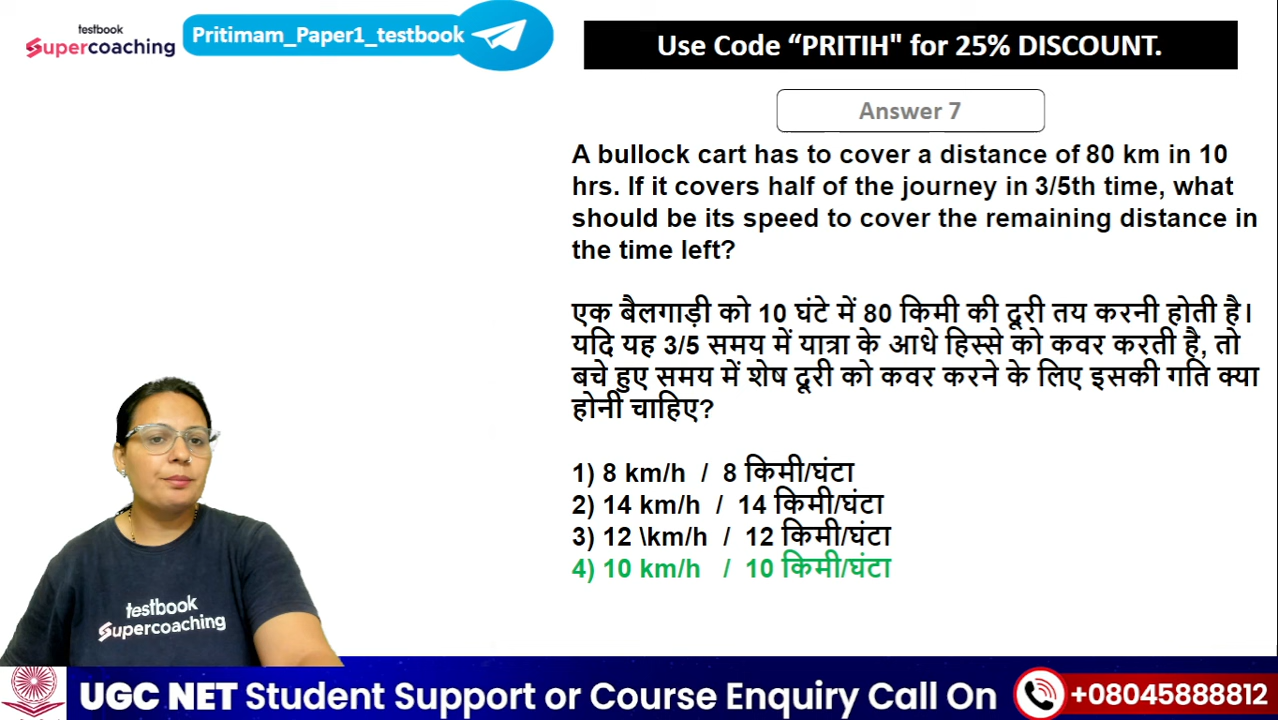 testbook
Supercoaching
Pritimam_Paper1_testbook
Use Code “PRITIH" for 25% DISCOUNT.
Answer 7
A bullock cart has to cover a distance of 80 km in 10
hrs. If it covers half of the journey in 3/5th time, what
should be its speed to cover the remaining distance in
the time left?
एक बैलगाड़ी को 10 घंटे में 80 किमी की दूरी तय करनी होती है।
यदि यह 3/5 समय में यात्रा के आधे हिस्से को कवर करती है, तो
बचे हुए समय में शेष दूरी को कवर करने के लिए इसकी गति क्या
होनी चाहिए?
1) 8 km/h / 8 किमी/घंटा
2) 14 km/h / 14 किमी/घंटा
3) 12 \km/h / 12 किमी/घंटा
4) 10 km/h / 10 किमी/घंटा
testbook
Supercoaching
UGC NET Student Support or Course Enquiry Call On +08045888812